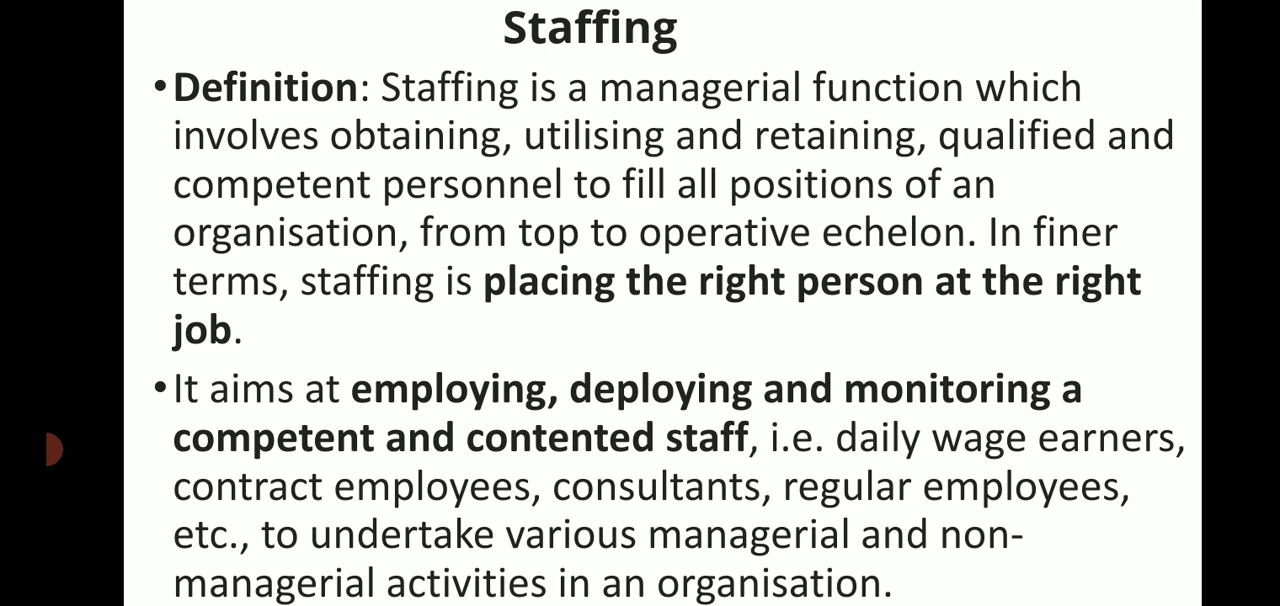 Staffing
•Definition: Staffing is a managerial function which
involves obtaining, utilising and retaining, qualified and
competent personnel to fill all positions of an
organisation, from top to operative echelon. In finer
terms, staffing is placing the right person at the right
job.
•It aims at employing, deploying and monitoring a
competent and contented staff, i.e. daily wage earners,
contract employees, consultants, regular employees,
etc., to undertake various managerial and non-
managerial activities in an organisation.